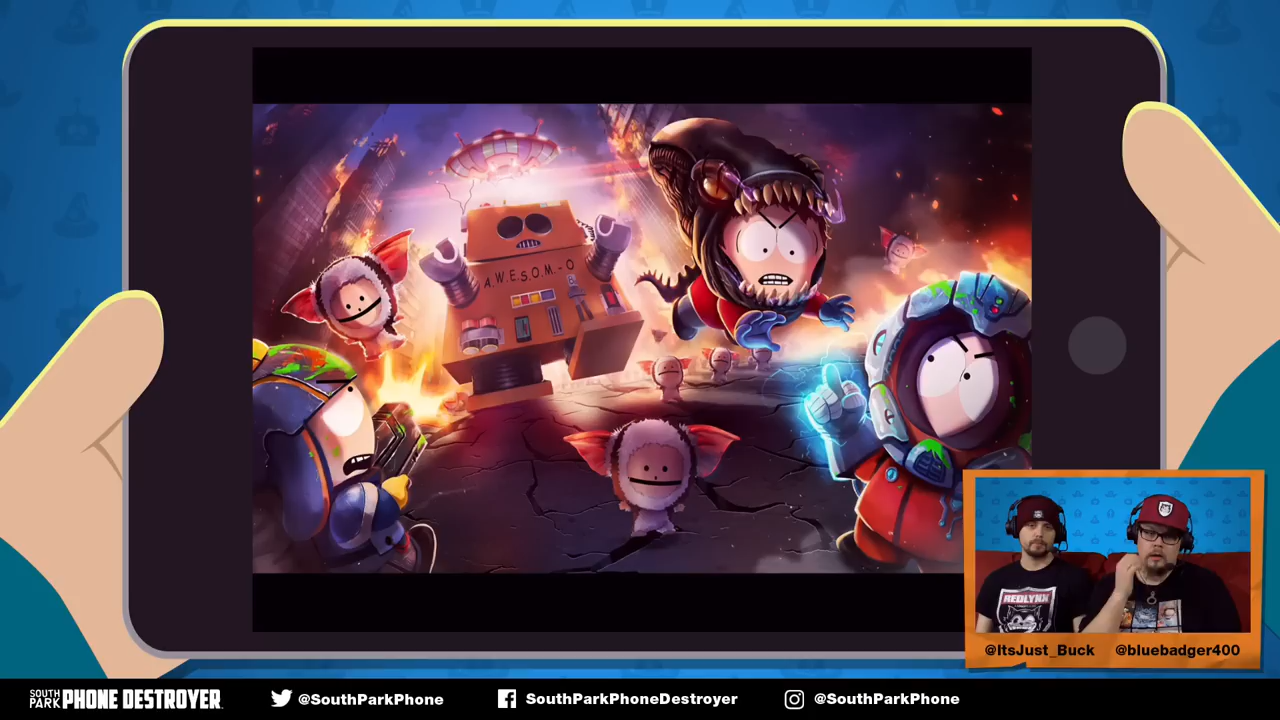 A.W.E.S.O.M.-O
REDLYNX
@ItsJust_Buck @bluebadger400
SOUTH PARK PHONE DESTROYER @SouthParkPhone SouthParkPhoneDestroyer @SouthParkPhone